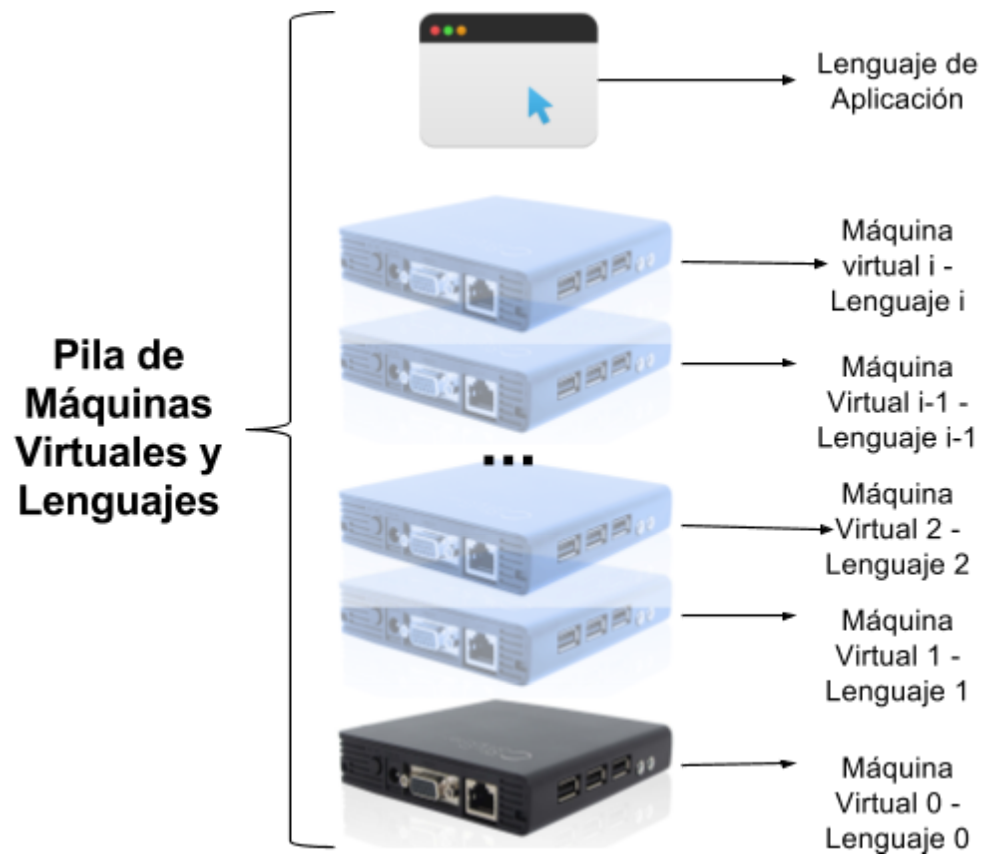 Lenguaje de
Aplicación
Máquina
virtual i -
Lenguaje i
Pila de
Máquinas
Virtuales y
Lenguajes
Máquina
Virtual i-1 -
Lenguaje i-1
...
Máquina
Virtual 2 -
Lenguaje 2
Máquina
Virtual 1 -
Lenguaje 1
Máquina
Virtual 0 -
Lenguaje 0